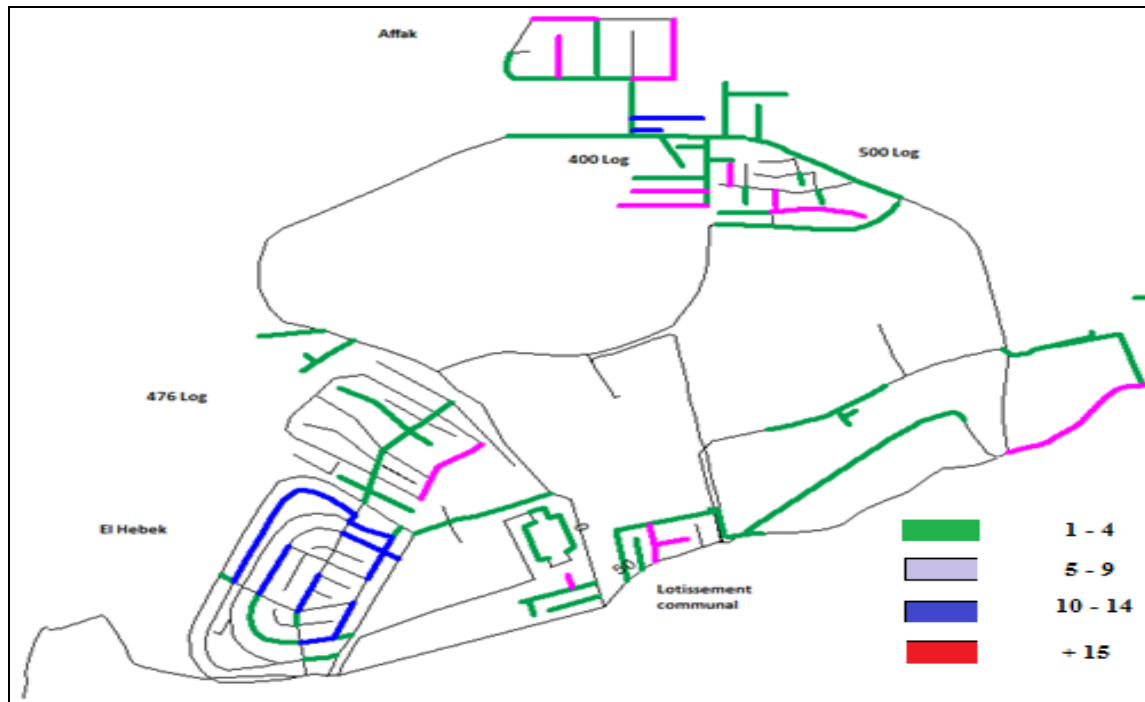 Affak
400 Log
500 Log
476 Log
El Hebek
Lotissement
communal
1 - 4
5 - 9
10 - 14
+ 15